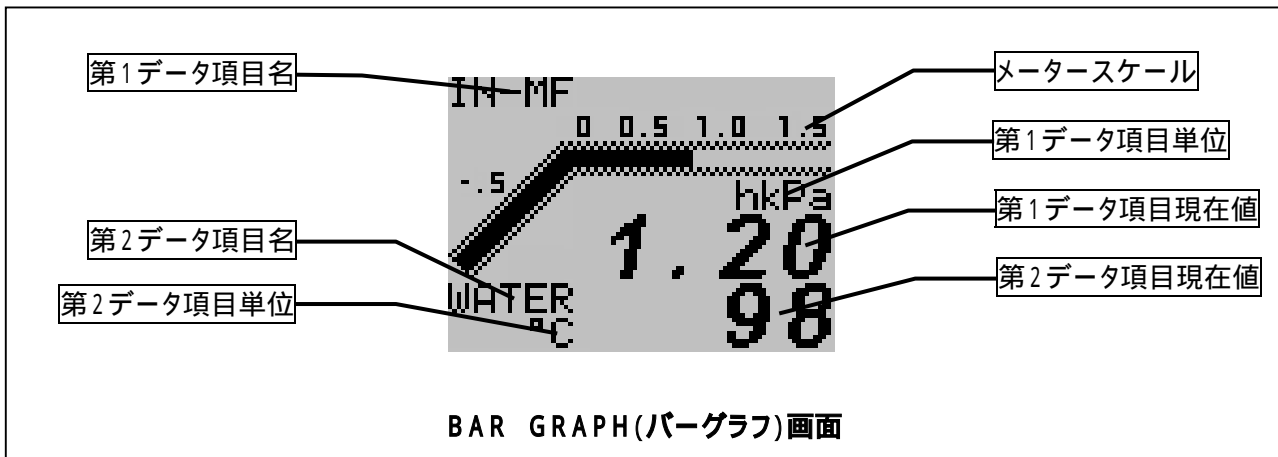 第1データ項目名
IN-MF
メータースケール
0 0.5 1.0 1.5
第1データ項目単位
-.5
hkPa
第1データ項目現在値
1.20
第2データ項目名
第2データ項目現在値
WATER
第2データ項目単位
℃
98
BAR GRAPH(バーグラフ)画面